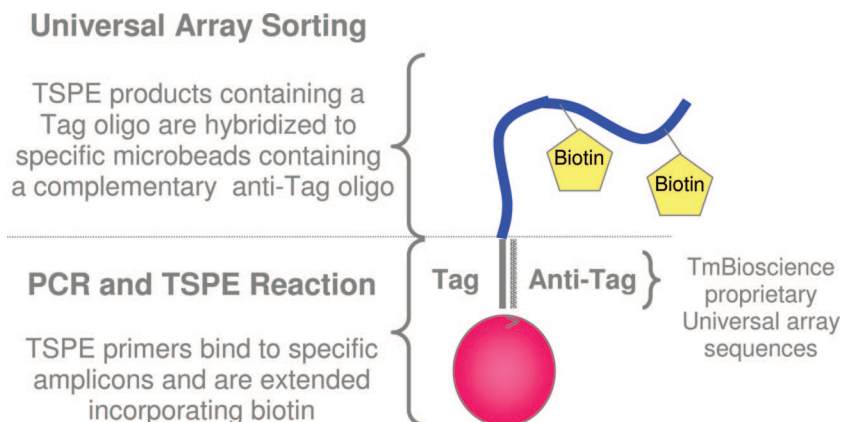 Universal Array Sorting
TSPE products containing a
Tag oligo are hybridized to
specific microbeads containing
a complementary anti-Tag oligo
Biotin
Biotin
PCR and TSPE Reaction
TSPE primers bind to specific
amplicons and are extended
incorporating biotin
Tag
Anti-Tag
TmBioscience
proprietary
Universal array
sequences